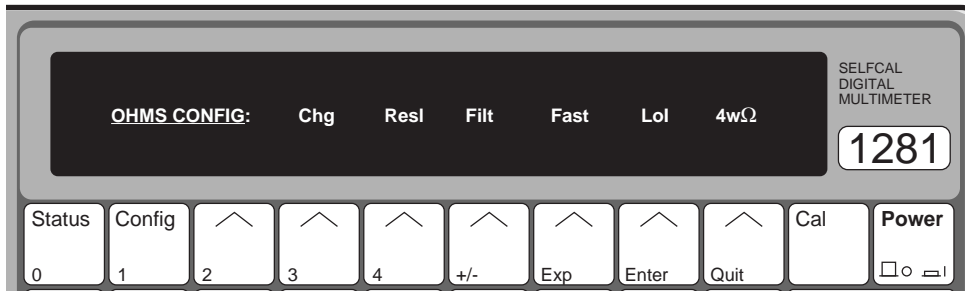 SELFCAL
DIGITAL
MULTIMETER
OHMS CONFIG: Chg Resl Filt Fast LoI 4wΩ
1281
Status Config Cal Power
0 1 2 3 4 +/- Exp Enter Quit